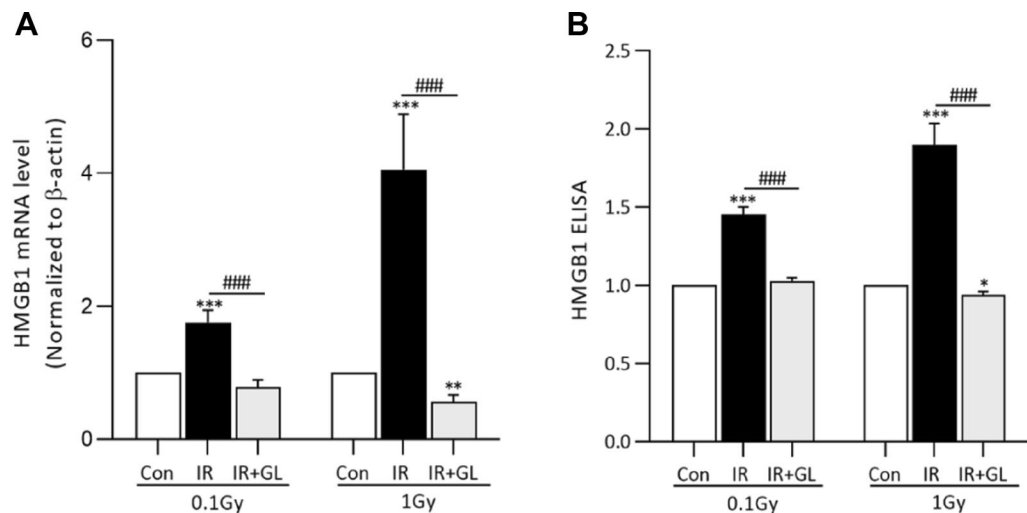 A
HMGB1 mRNA level
(Normalized to β-actin)
6
4
2
0
###
***
###
***
**
Con IR IR+GL Con IR IR+GL
0.1Gy 1Gy
B
HMGB1 ELISA
2.5
2.0
1.5
1.0
0.5
0.0
###
***
###
***
*
Con IR IR+GL Con IR IR+GL
0.1Gy 1Gy